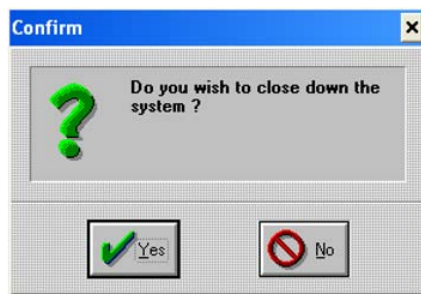 Confirm
Do you wish to close down the
system ?
Yes
No